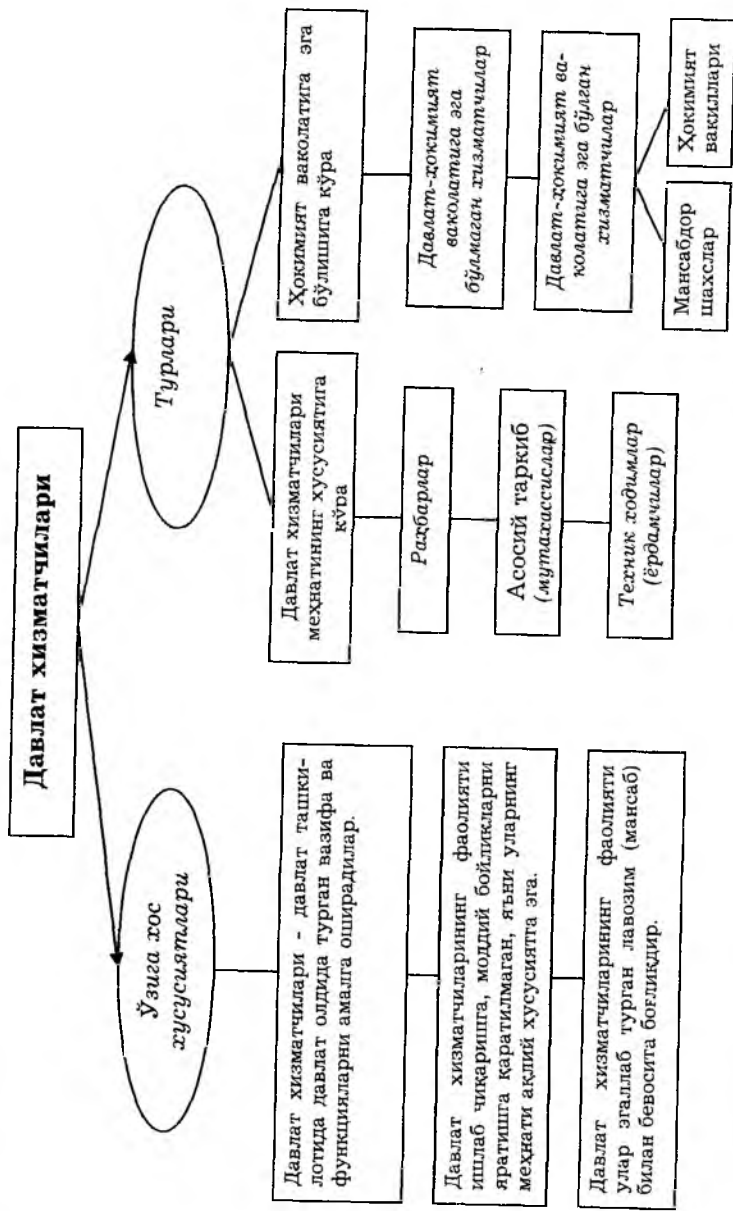 Давлат хизматчилари
Ўзига хос
хусусиятлари
Давлат хизматчилари - давлат ташки-
лотида давлат олдида турган вазифа ва
функцияларни амалга оширадилар.
Давлат хизматчиларининг фаолияти
ишлаб чиқаришга, моддий бойликларни
яратишга қаратилмаган, яъни уларнинг
меҳнати ақлий хусусиятга эга.
Давлат хизматчиларининг фаолияти
улар эгаллаб турган лавозим (мансаб)
билан бевосита боғлиқдир.
Турлари
Давлат хизматчилари
меҳнатининг хусусиятига
кўра
Раҳбарлар
Асосий таркиб
(мутахассислар)
Техник ходимлар
(ёрдамчилар)
Ҳокимият ваколатига эга
бўлишига кўра
Давлат-ҳокимият
ваколатига эга
бўлмаган хизматчилар
Давлат-ҳокимият ва-
колатига эга бўлган
хизматчилар
Мансабдор
шахслар
Ҳокимият
вакиллари